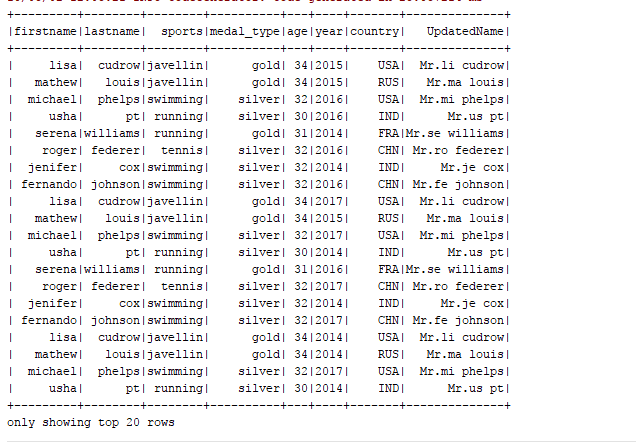 +---------+--------+--------+----------+---+----+-------+--------------+
|firstname|lastname|  sports|medal_type|age|year|country|   UpdatedName|
+---------+--------+--------+----------+---+----+-------+--------------+
|     lisa|  cudrow|javellin|      gold| 34|2015|    USA|  Mr.li cudrow|
|   mathew|   louis|javellin|      gold| 34|2015|    RUS|   Mr.ma louis|
|  michael|  phelps|swimming|    silver| 32|2016|    USA|  Mr.mi phelps|
|     usha|      pt| running|    silver| 30|2016|    IND|      Mr.us pt|
|   serena|williams| running|      gold| 31|2014|    FRA|Mr.se williams|
|    roger| federer|  tennis|    silver| 32|2016|    CHN| Mr.ro federer|
|  jenifer|     cox|swimming|    silver| 32|2014|    IND|     Mr.je cox|
| fernando| johnson|swimming|    silver| 32|2016|    CHN| Mr.fe johnson|
|     lisa|  cudrow|javellin|      gold| 34|2017|    USA|  Mr.li cudrow|
|   mathew|   louis|javellin|      gold| 34|2015|    RUS|   Mr.ma louis|
|  michael|  phelps|swimming|    silver| 32|2017|    USA|  Mr.mi phelps|
|     usha|      pt| running|    silver| 30|2014|    IND|      Mr.us pt|
|   serena|williams| running|      gold| 31|2016|    FRA|Mr.se williams|
|    roger| federer|  tennis|    silver| 32|2017|    CHN| Mr.ro federer|
|  jenifer|     cox|swimming|    silver| 32|2014|    IND|     Mr.je cox|
| fernando| johnson|swimming|    silver| 32|2017|    CHN| Mr.fe johnson|
|     lisa|  cudrow|javellin|      gold| 34|2014|    USA|  Mr.li cudrow|
|   mathew|   louis|javellin|      gold| 34|2014|    RUS|   Mr.ma louis|
|  michael|  phelps|swimming|    silver| 32|2017|    USA|  Mr.mi phelps|
|     usha|      pt| running|    silver| 30|2014|    IND|      Mr.us pt|
+---------+--------+--------+----------+---+----+-------+--------------+
only showing top 20 rows